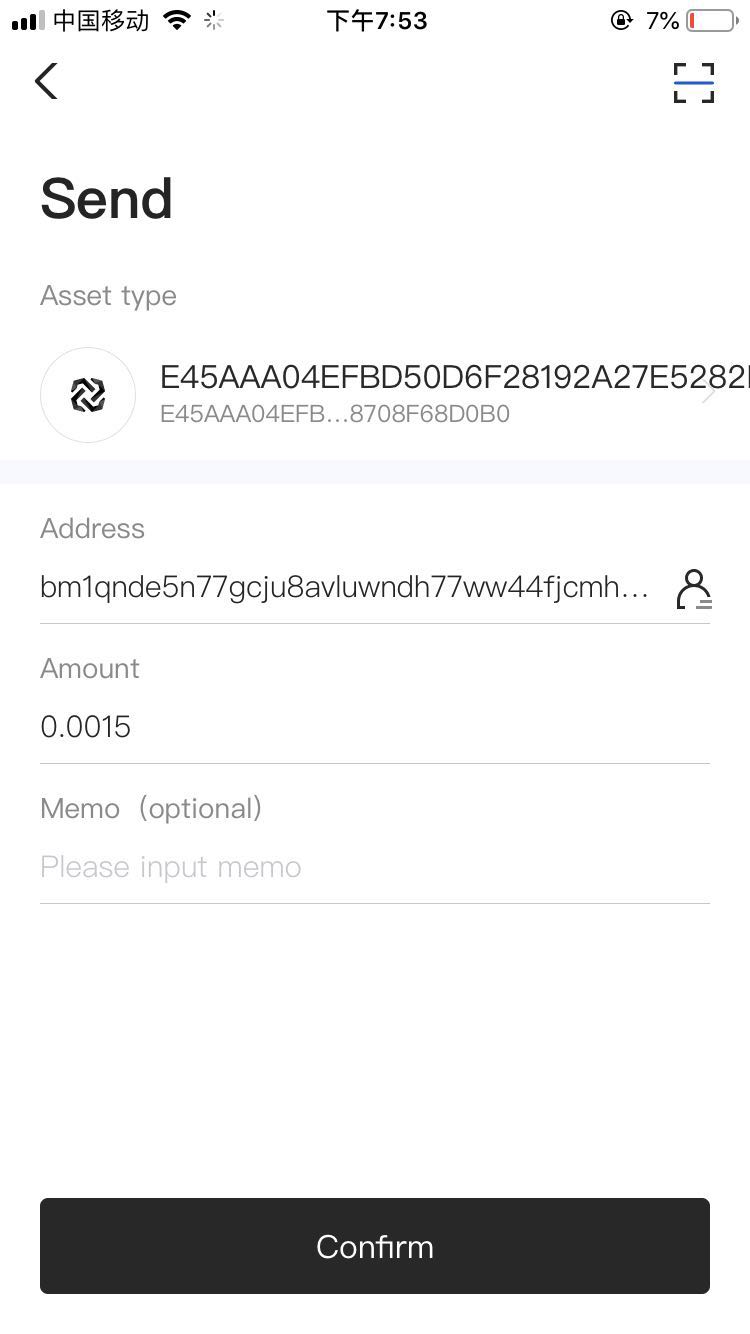 中国移动 下午7:53 7%
Send
Asset type
E45AAA04EFBD50D6F28192A27E5282
E45AAA04EFB...8708F68D0B0
Address
bm1qnde5n77gcju8avluwndh77ww44fjcmh...
Amount
0.0015
Memo（optional）
Please input memo
Confirm